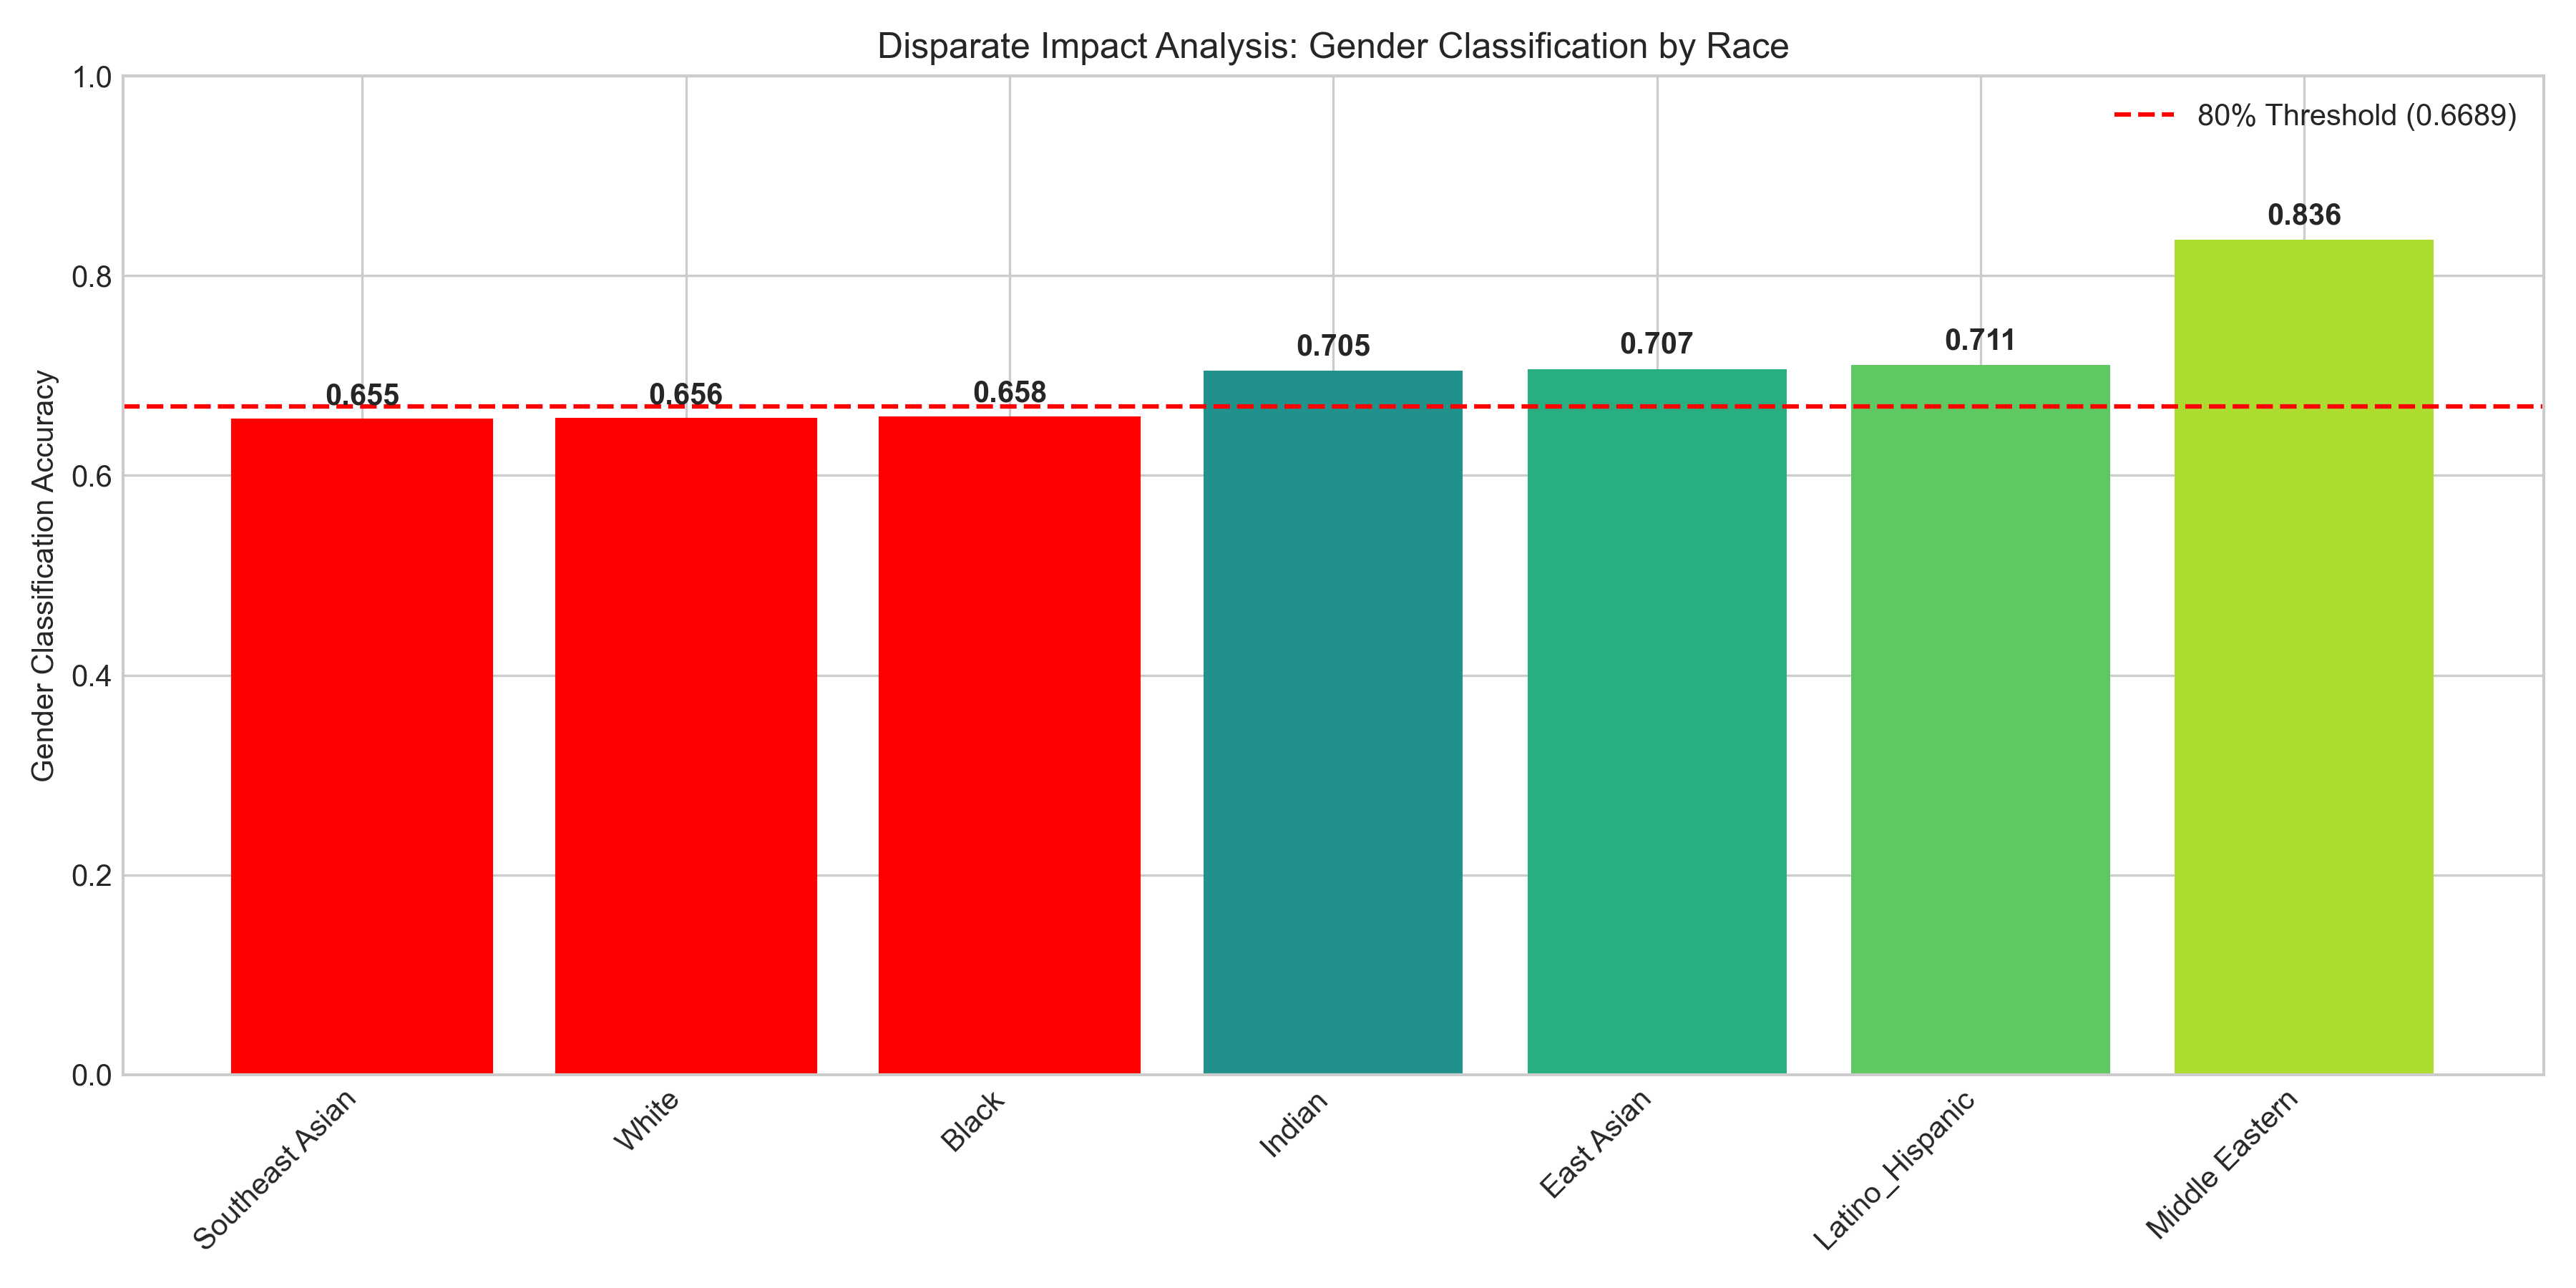 Disparate Impact Analysis: Gender Classification by Race
80% Threshold (0.6689)
Gender Classification Accuracy
1.0
0.8
0.6
0.4
0.2
0.0
0.655
0.656
0.658
0.705
0.707
0.711
0.836
Southeast Asian
White
Black
Indian
East Asian
Latino_Hispanic
Middle Eastern